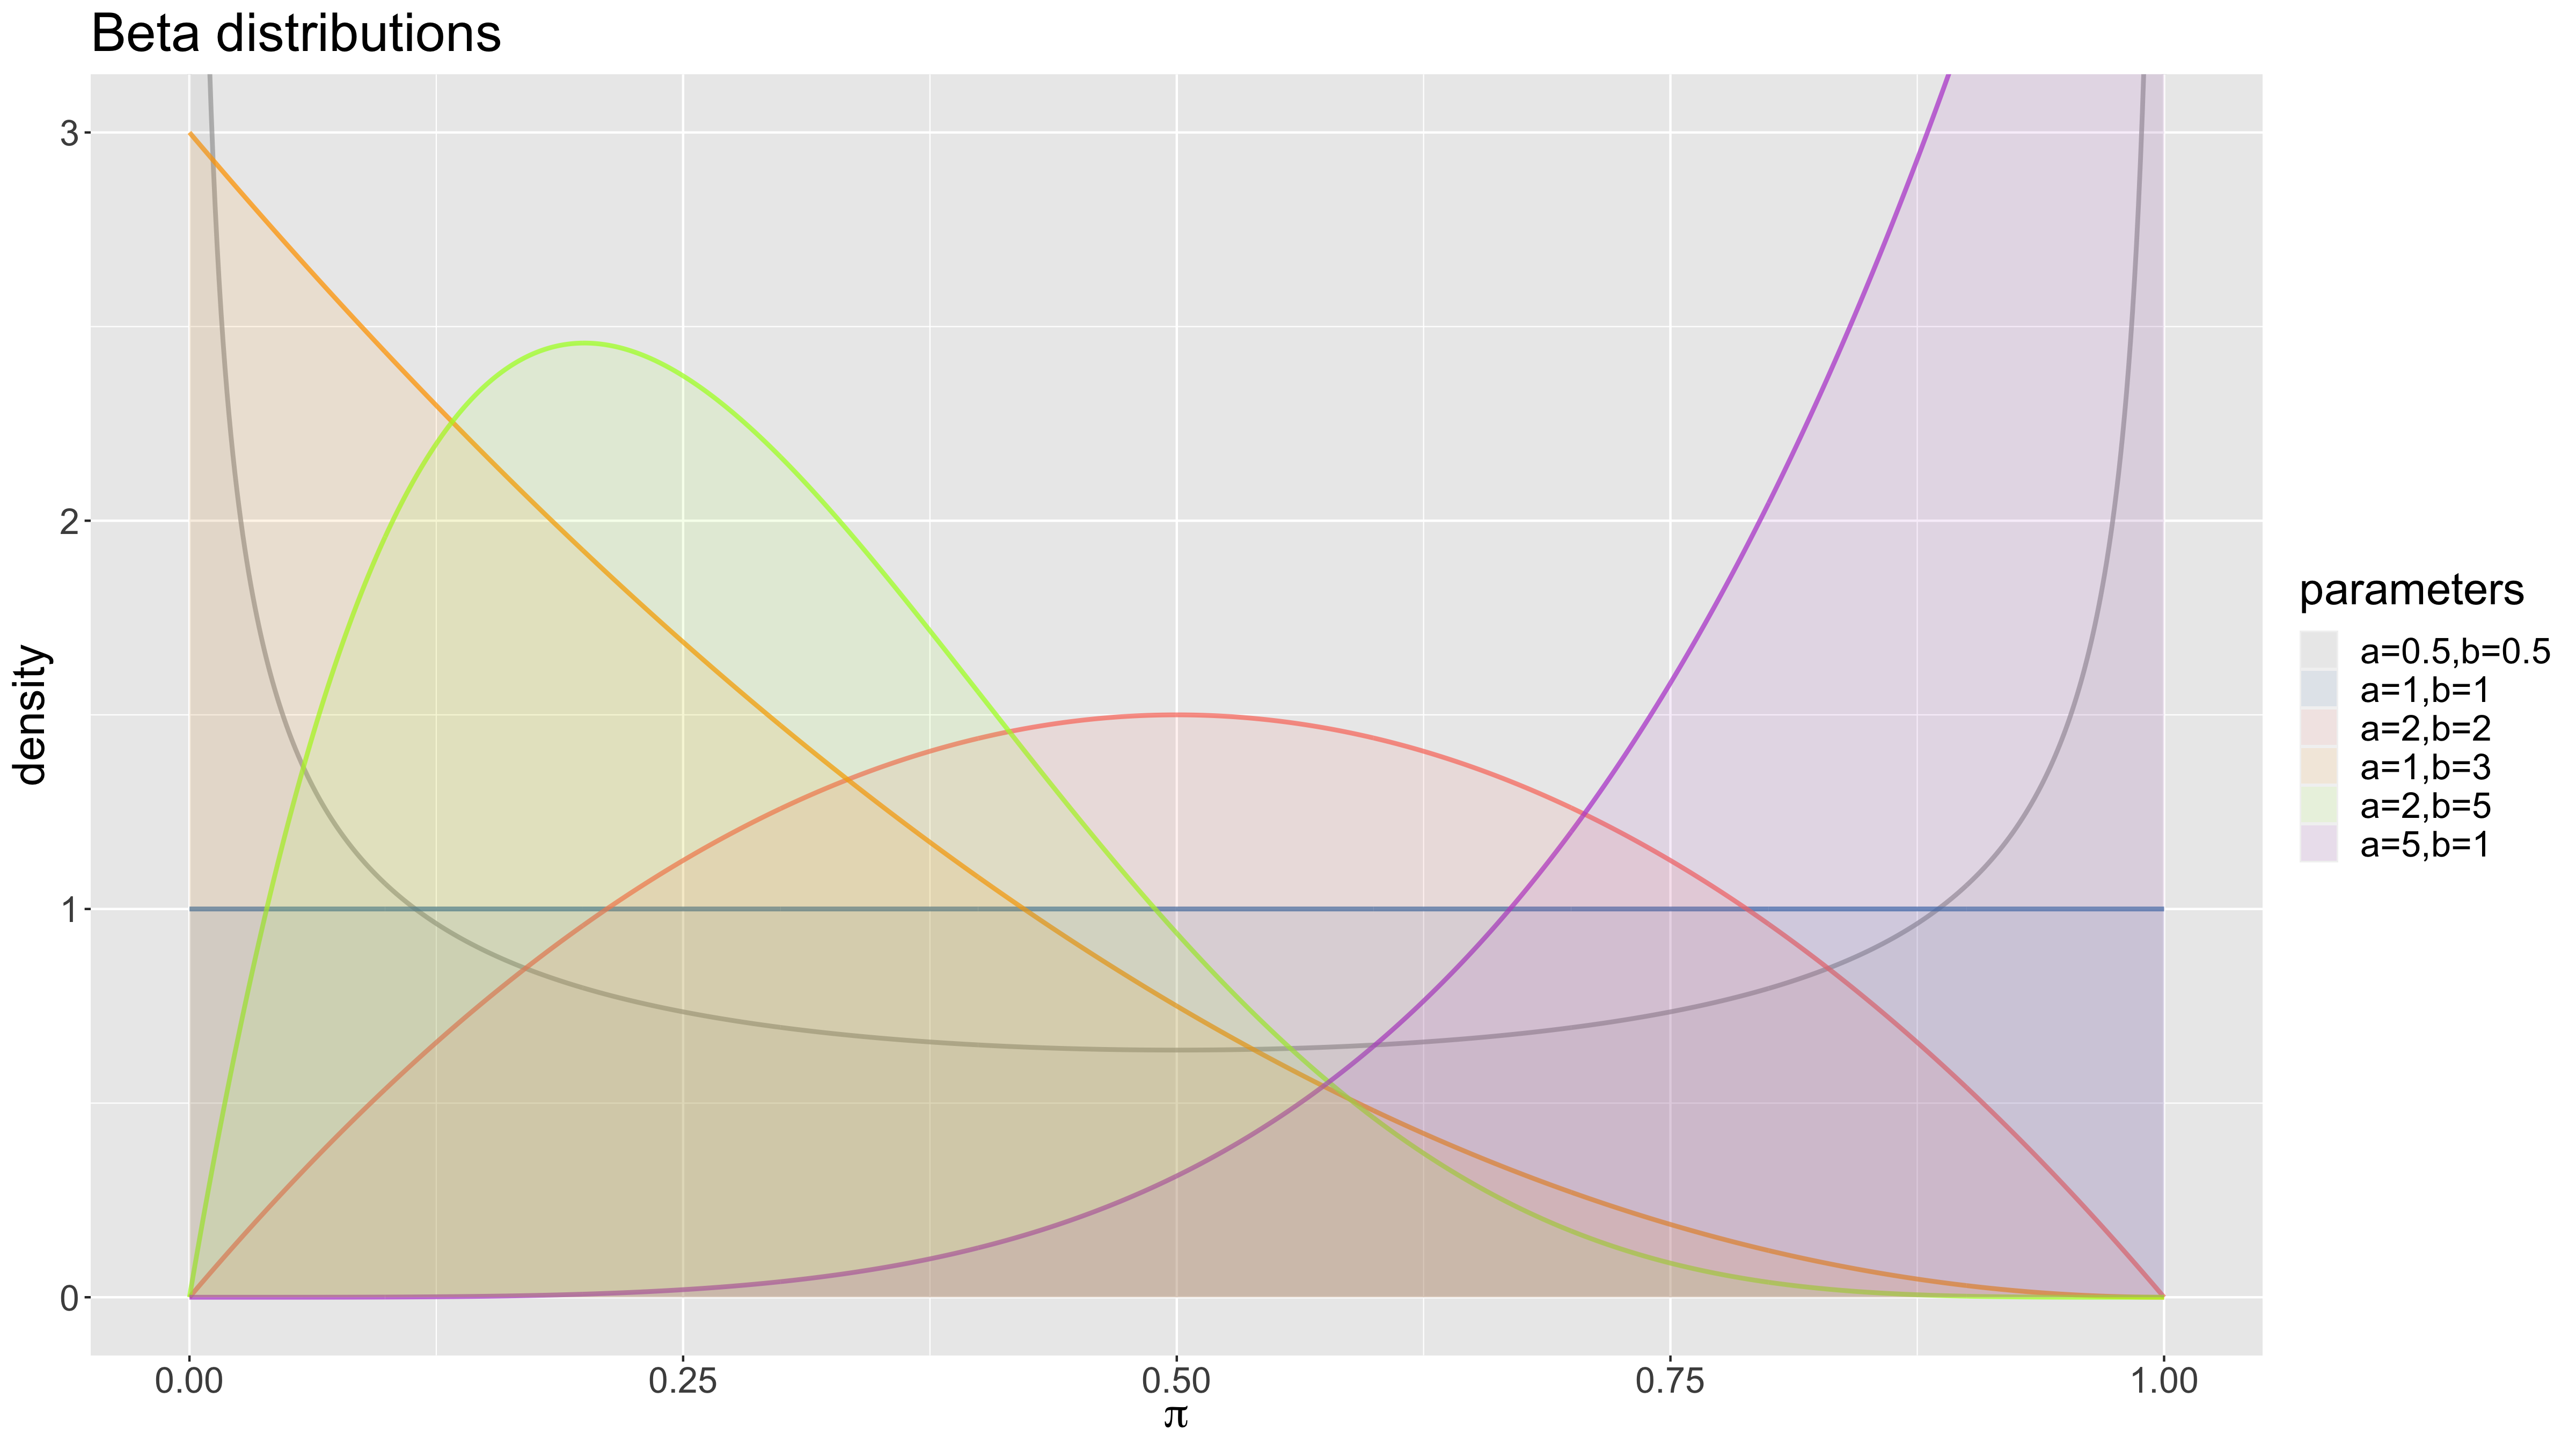 Beta distributions
3
2
1
0
density
0.00 0.25 0.50 0.75 1.00
π
parameters
a=0.5,b=0.5
a=1,b=1
a=2,b=2
a=1,b=3
a=2,b=5
a=5,b=1